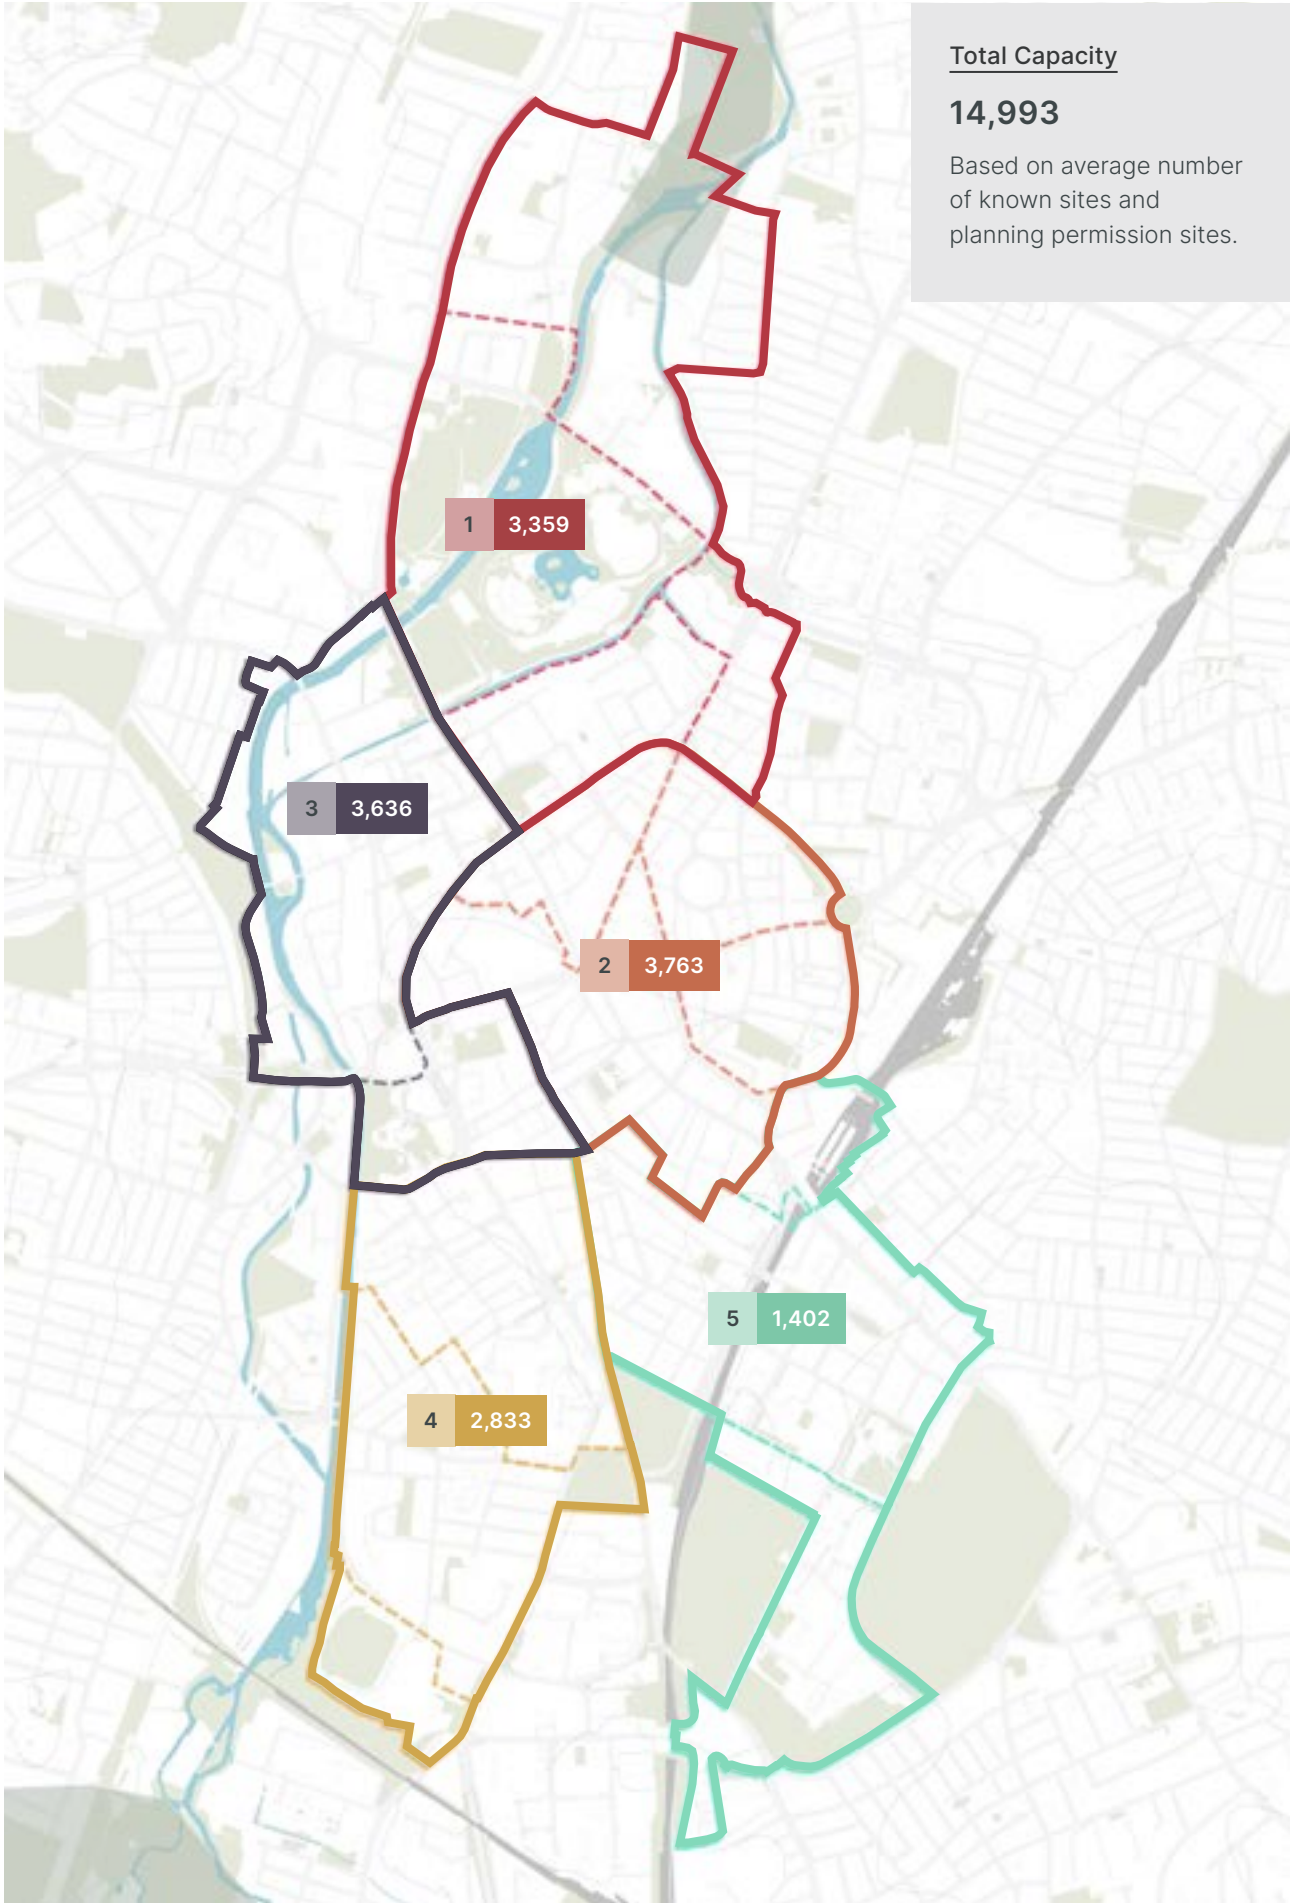 Total Capacity
14,993
Based on average number
of known sites and
planning permission sites.
1 3,359
3 3,636
2 3,763
5 1,402
4 2,833